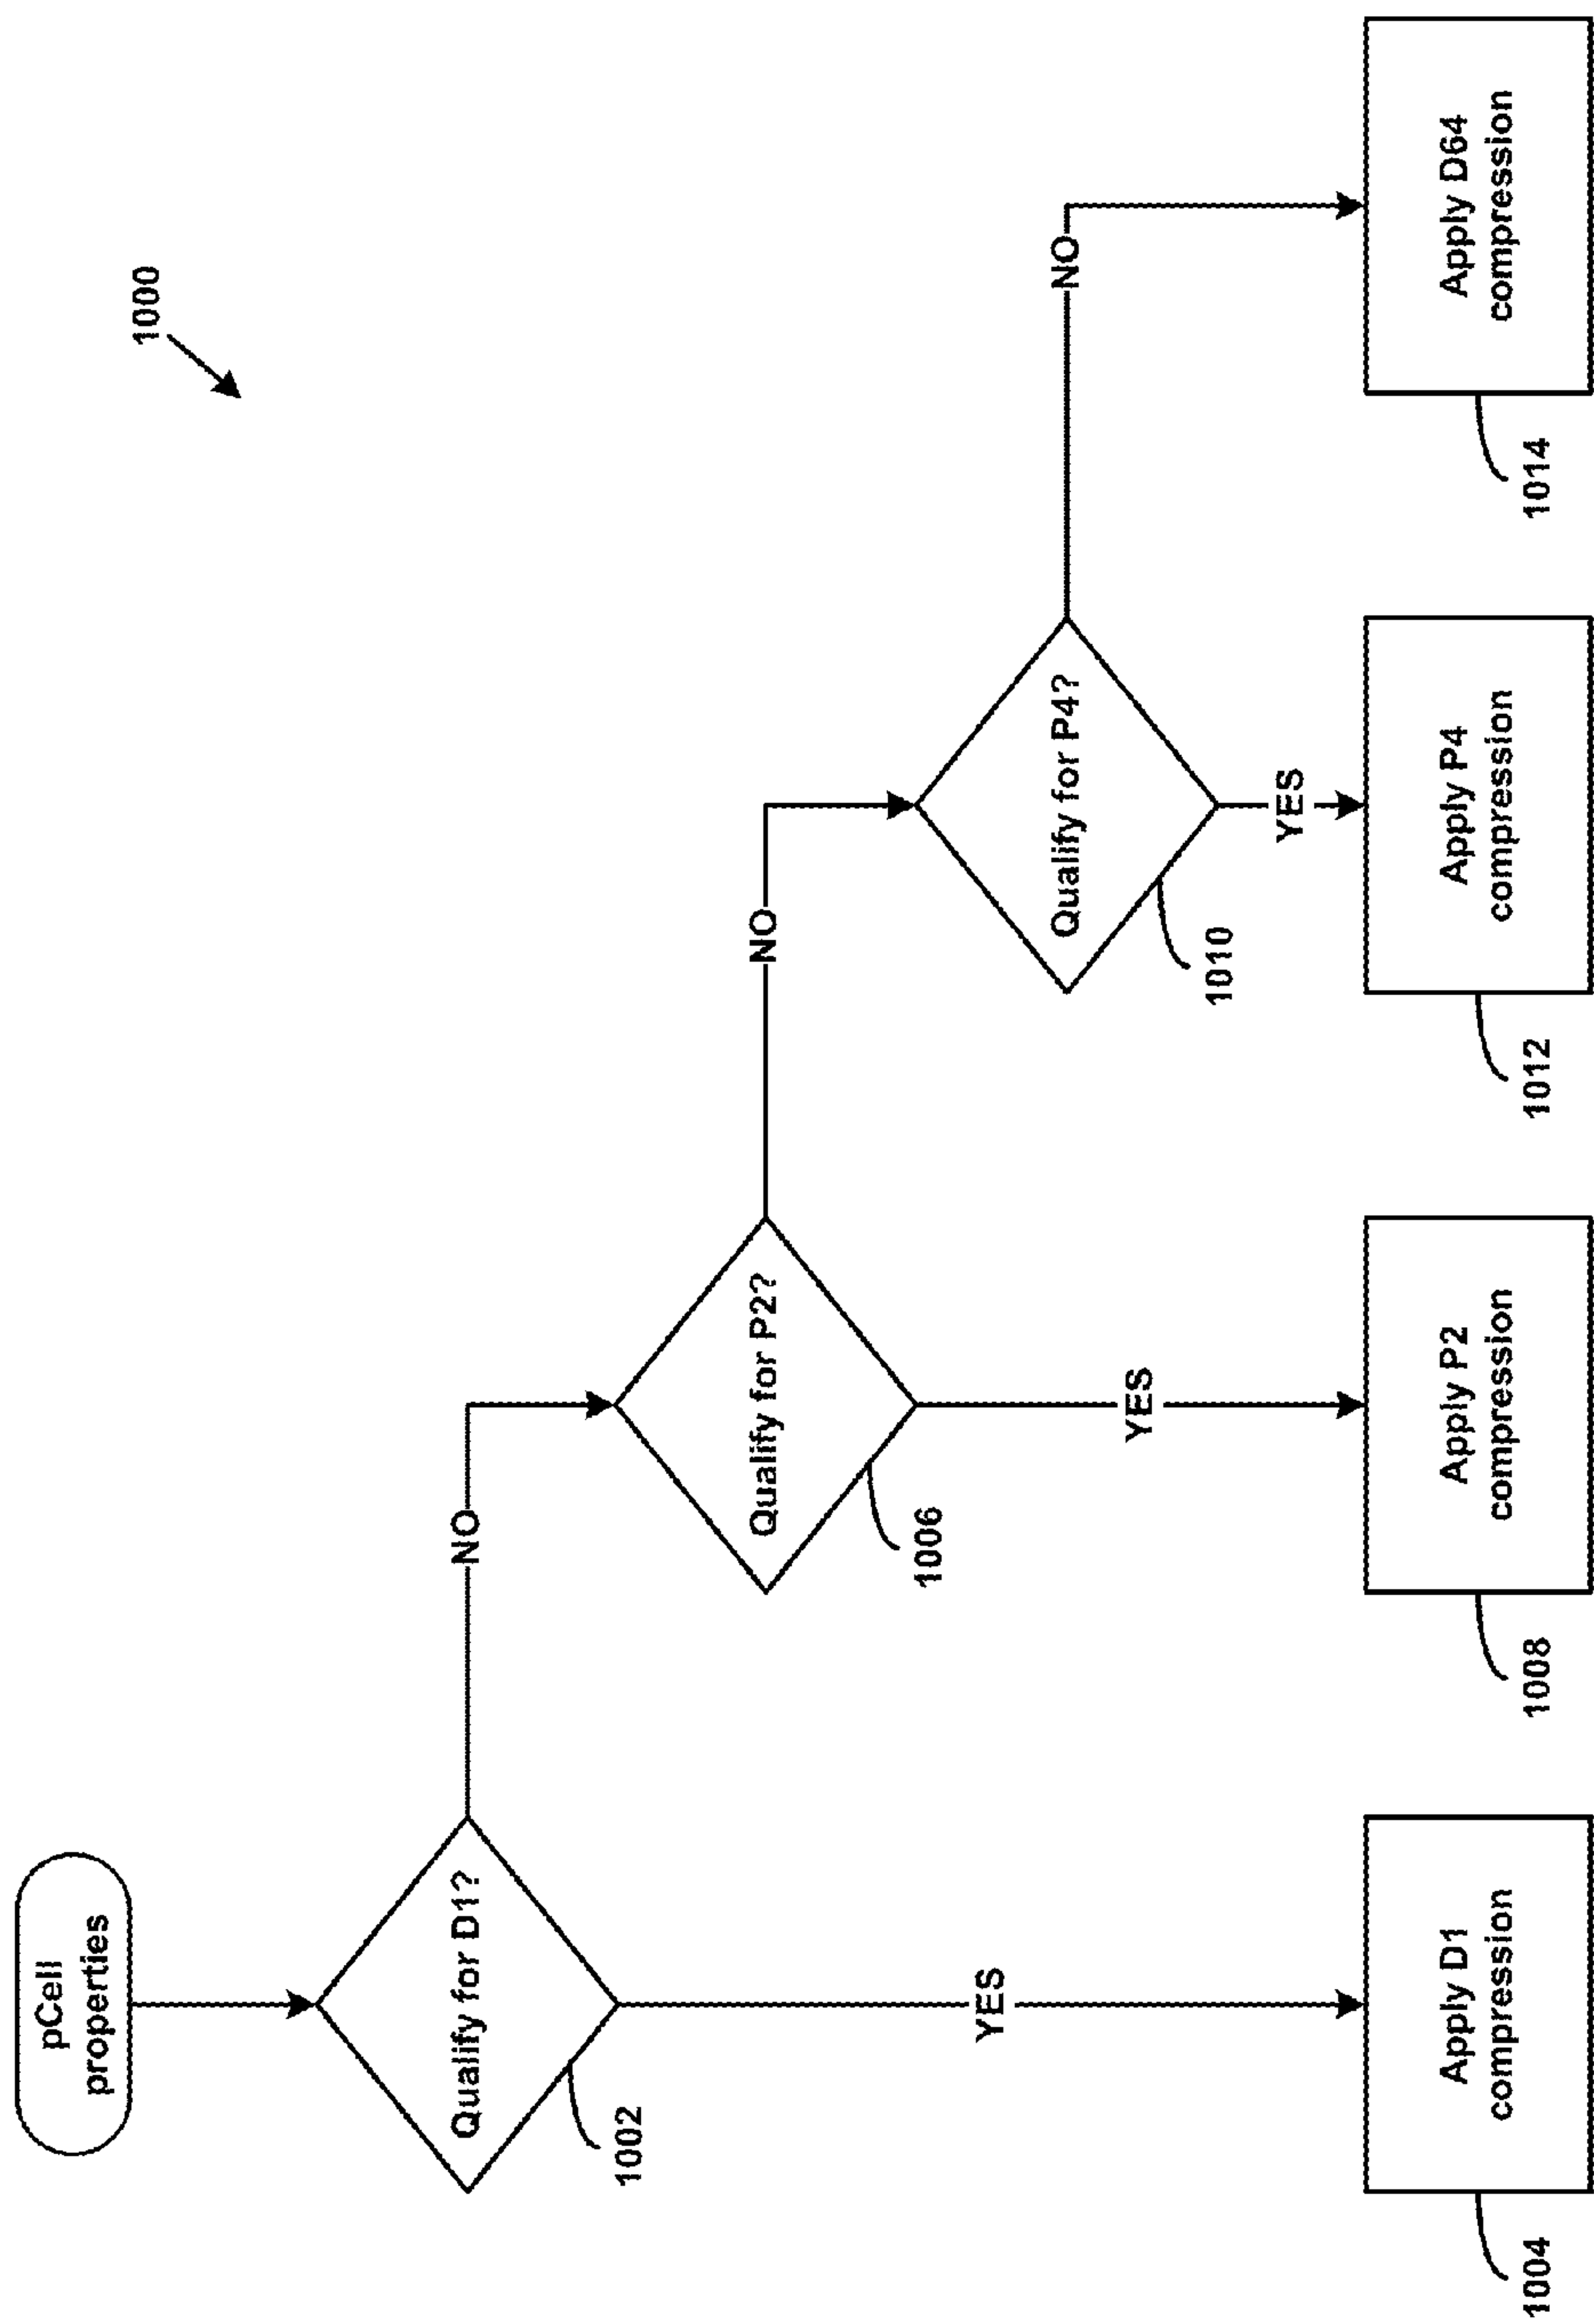 1000
pCell
properties
Qualify for D1?
1002
NO
YES
Qualify for P2?
1006
NO
YES
Qualify for P4?
1010
NO
YES
Apply D1
compression
1004
Apply P2
compression
1008
Apply P4
compression
1012
Apply D64
compression
1014